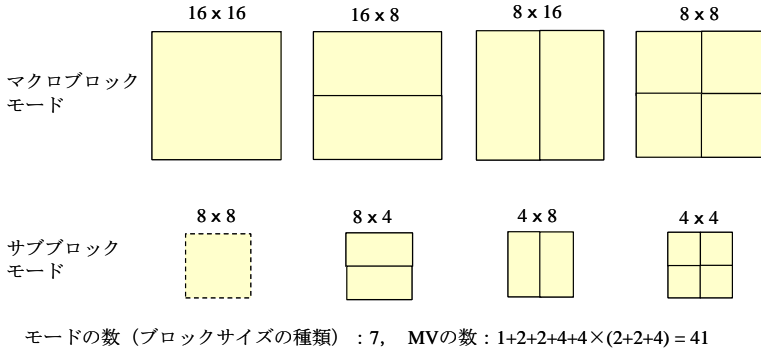 16 x 16
16 x 8
8 x 16
8 x 8
マクロブロック
モード
8 x 8
8 x 4
4 x 8
4 x 4
サブブロック
モード
モードの数（ブロックサイズの種類）：7, MVの数：1+2+2+4+4×(2+2+4) = 41